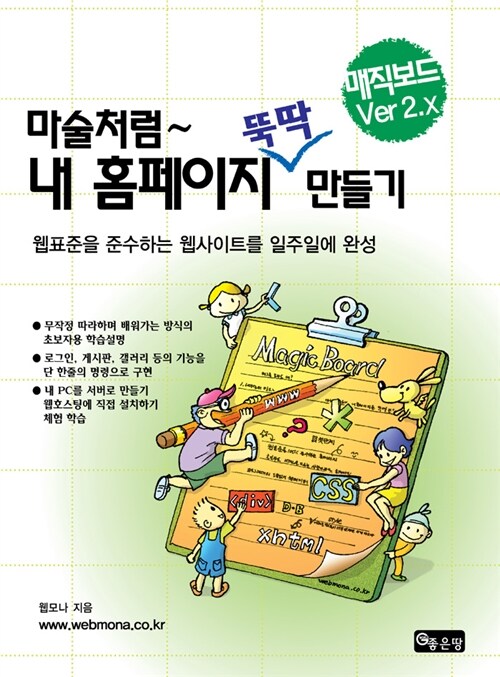 매직보드
Ver 2.x
마술처럼~ 뚝딱
내 홈페이지 만들기
웹표준을 준수하는 웹사이트를 일주일에 완성
● 무작정 따라하며 배워가는 방식의
초보자용 학습설명
● 로그인, 게시판, 갤러리 등의 기능을
단 한줄의 명령으로 구현
● 내 PC를 서버로 만들기
웹호스팅에 직접 설치하기
체험 학습
Magic Board
WWW
?
*
CSS
<div>
D-B
style
xhtml
webmona.co.kr
웹모나 지음
www.webmona.co.kr
좋은땅